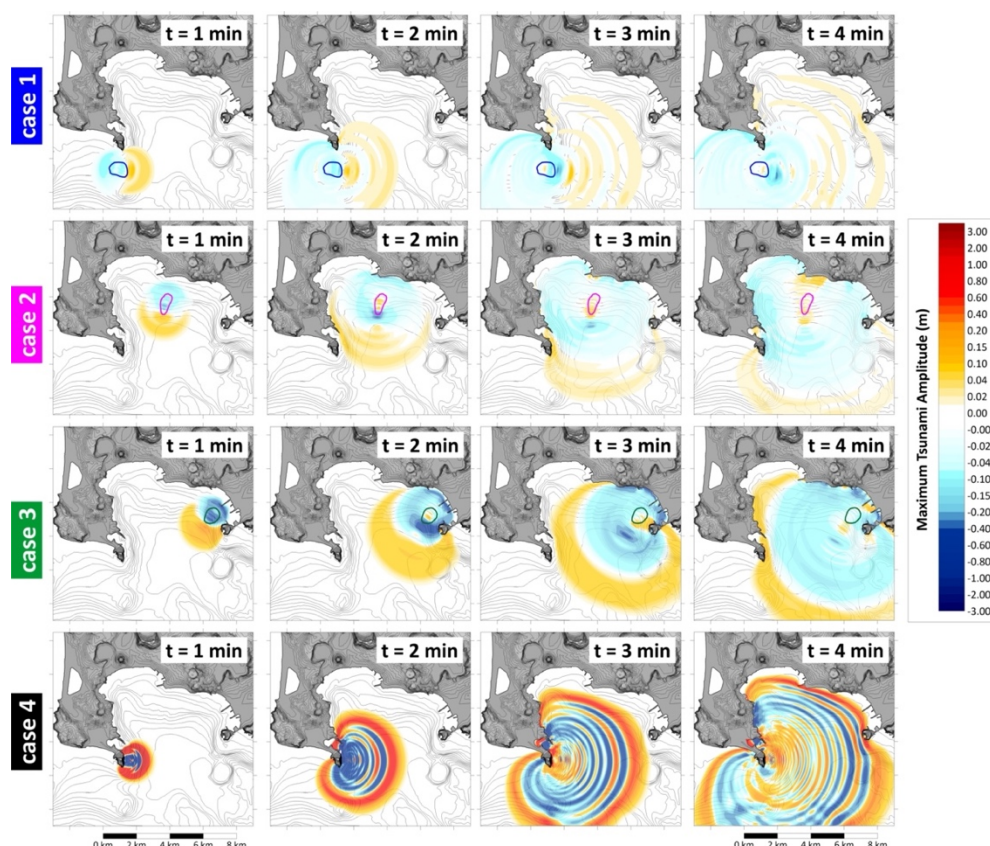 case 1
t = 1 min
t = 2 min
t = 3 min
t = 4 min
case 2
t = 1 min
t = 2 min
t = 3 min
t = 4 min
case 3
t = 1 min
t = 2 min
t = 3 min
t = 4 min
case 4
t = 1 min
t = 2 min
t = 3 min
t = 4 min
Maximum Tsunami Amplitude (m)
3.00
2.00
1.00
0.80
0.60
0.40
0.20
0.10
0.04
0.02
0.00
-0.00
-0.02
-0.04
-0.10
-0.15
-0.20
-0.40
-0.60
-0.80
-1.00
-2.00
-3.00
0 km 2 km 4 km 6 km 8 km
0 km 2 km 4 km 6 km 8 km